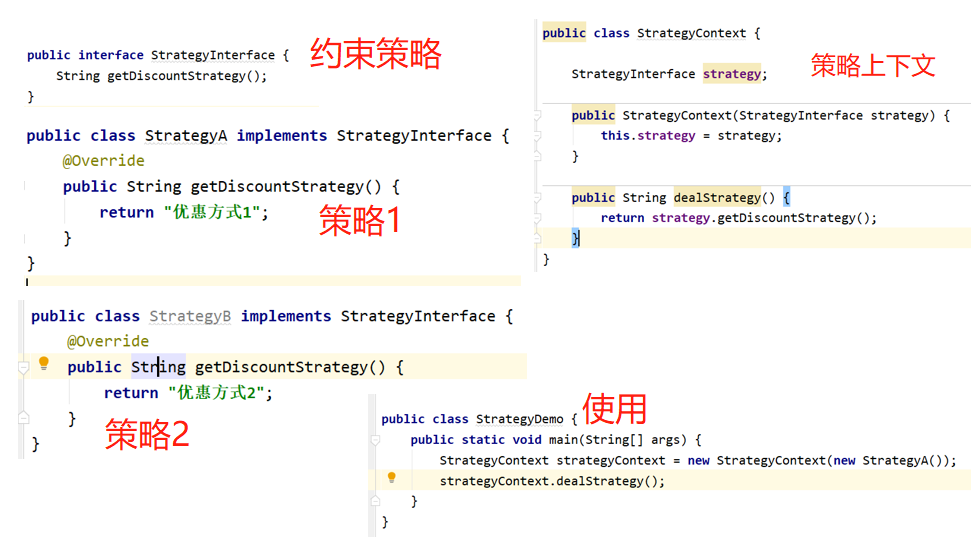 public interface StrategyInterface {
    String getDiscountStrategy();
}
约束策略
public class StrategyA implements StrategyInterface {
    @Override
    public String getDiscountStrategy() {
        return "优惠方式1";
    }
}
策略1
public class StrategyB implements StrategyInterface {
    @Override
    public String getDiscountStrategy() {
        return "优惠方式2";
    }
}
策略2
public class StrategyContext {
    StrategyInterface strategy;
    public StrategyContext(StrategyInterface strategy) {
        this.strategy = strategy;
    }
    public String dealStrategy() {
        return strategy.getDiscountStrategy();
    }
}
策略上下文
public class StrategyDemo {
    public static void main(String[] args) {
        StrategyContext strategyContext = new StrategyContext(new StrategyA());
        strategyContext.dealStrategy();
    }
}
使用